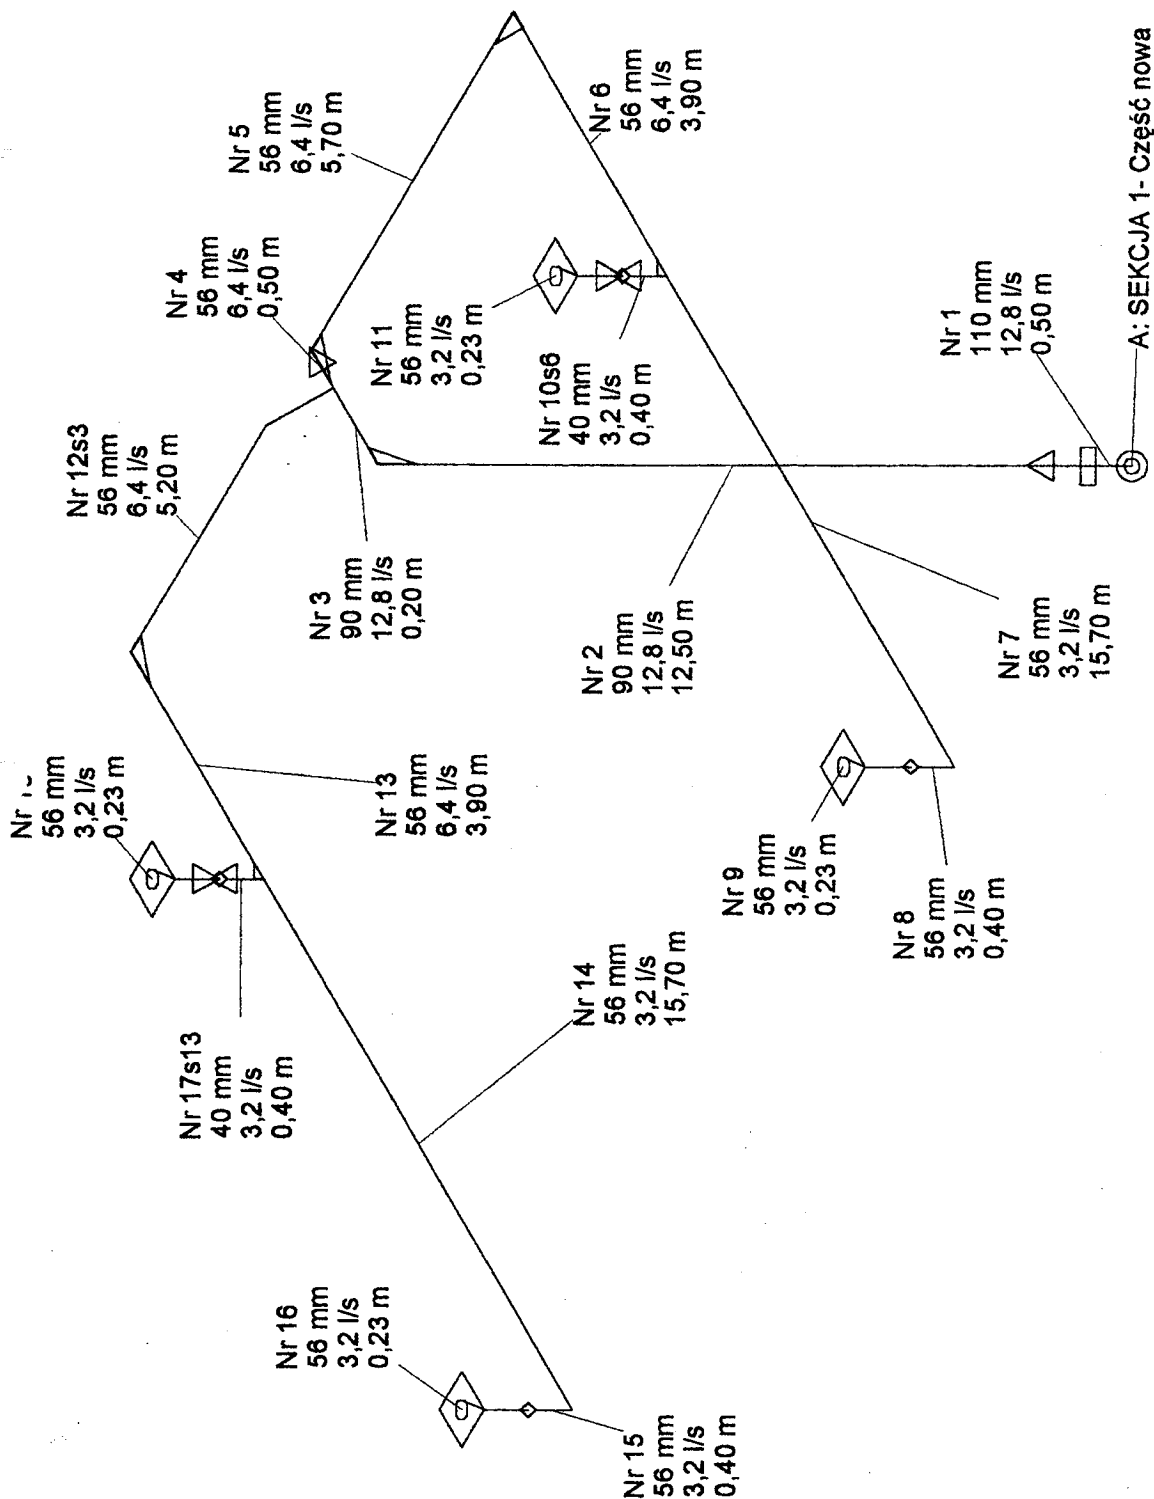 Nr 5
56 mm
6,4 l/s
5,70 m
Nr 6
56 mm
6,4 l/s
3,90 m
Nr 4
56 mm
6,4 l/s
0,50 m
Nr 11
56 mm
3,2 l/s
0,23 m
Nr 10s6
40 mm
3,2 l/s
0,40 m
Nr 1
110 mm
12,8 l/s
0,50 m
A: SEKCJA 1- Część nowa
Nr 12s3
56 mm
6,4 l/s
5,20 m
Nr 3
90 mm
12,8 l/s
0,20 m
Nr 2
90 mm
12,8 l/s
12,50 m
Nr 7
56 mm
3,2 l/s
15,70 m
Nr
56 mm
3,2 l/s
0,23 m
Nr 13
56 mm
6,4 l/s
3,90 m
Nr 9
56 mm
3,2 l/s
0,23 m
Nr 8
56 mm
3,2 l/s
0,40 m
Nr 17s13
40 mm
3,2 l/s
0,40 m
Nr 14
56 mm
3,2 l/s
15,70 m
Nr 16
56 mm
3,2 l/s
0,23 m
Nr 15
56 mm
3,2 l/s
0,40 m